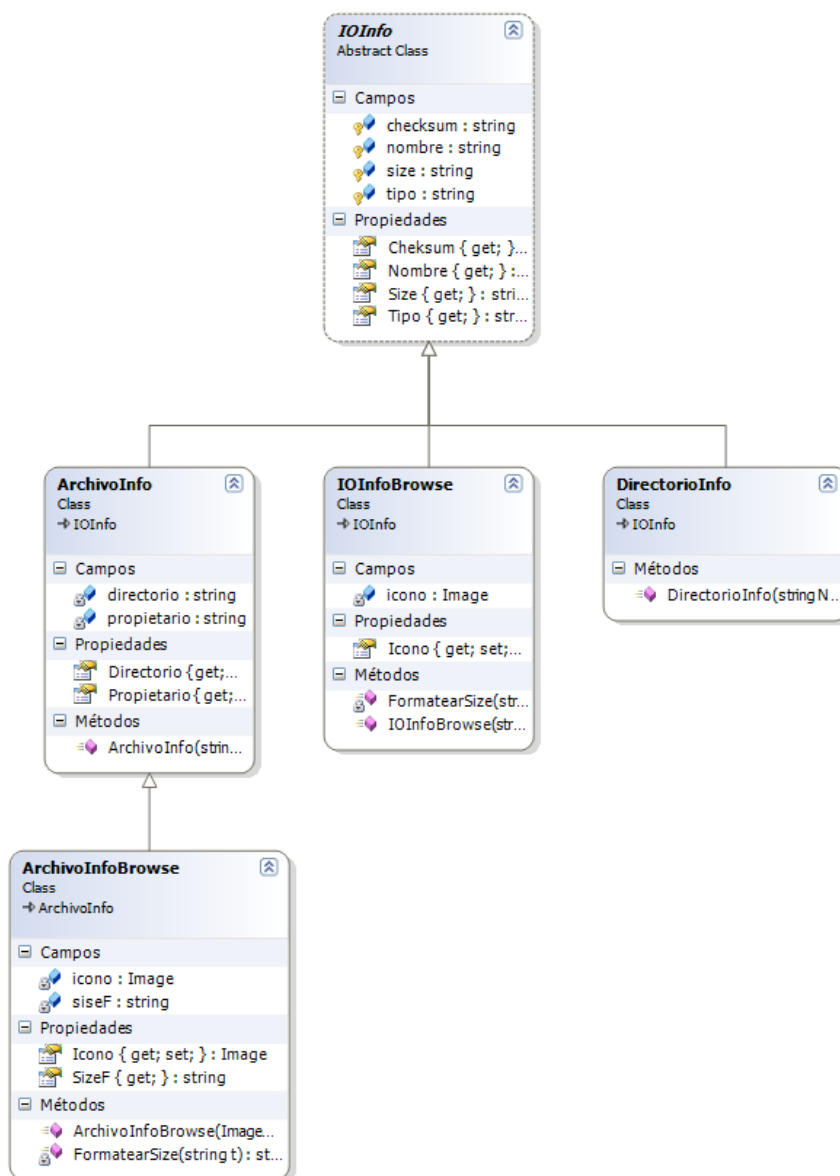 IOInfo
Abstract Class
Campos
checksum : string
nombre : string
size : string
tipo : string
Propiedades
Cheksum { get; }...
Nombre { get; } :...
Size { get; } : stri...
Tipo { get; } : str...
ArchivoInfo
Class
IOInfo
Campos
directorio : string
propietario : string
Propiedades
Directorio {get;...
Propietario{ get;...
Métodos
ArchivoInfo(strin...
IOInfoBrowse
Class
IOInfo
Campos
icono : Image
Propiedades
Icono { get; set;...
Métodos
FormatearSize(str...
IOInfoBrowse(str...
DirectorioInfo
Class
IOInfo
Métodos
DirectorioInfo(string N...
ArchivoInfoBrowse
Class
ArchivoInfo
Campos
icono : Image
siseF : string
Propiedades
Icono { get; set; } : Image
SizeF { get; } : string
Métodos
ArchivoInfoBrowse(Image...
FormatearSize(string t) : st...